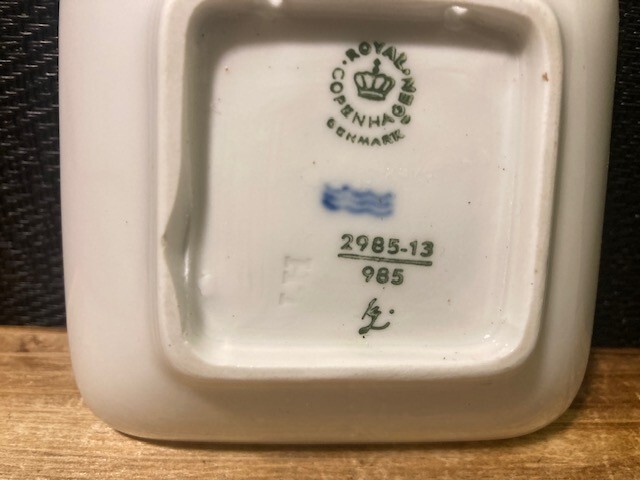 ROYAL COPENHAGEN
DENMARK
2985-13
985